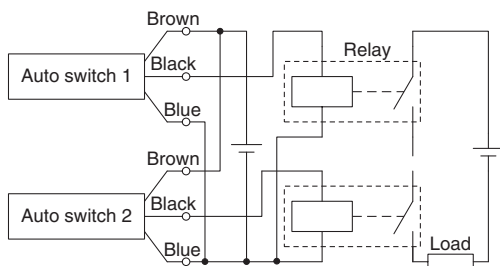 Brown
Auto switch 1
Black
Blue
Relay
Brown
Auto switch 2
Black
Blue
Load